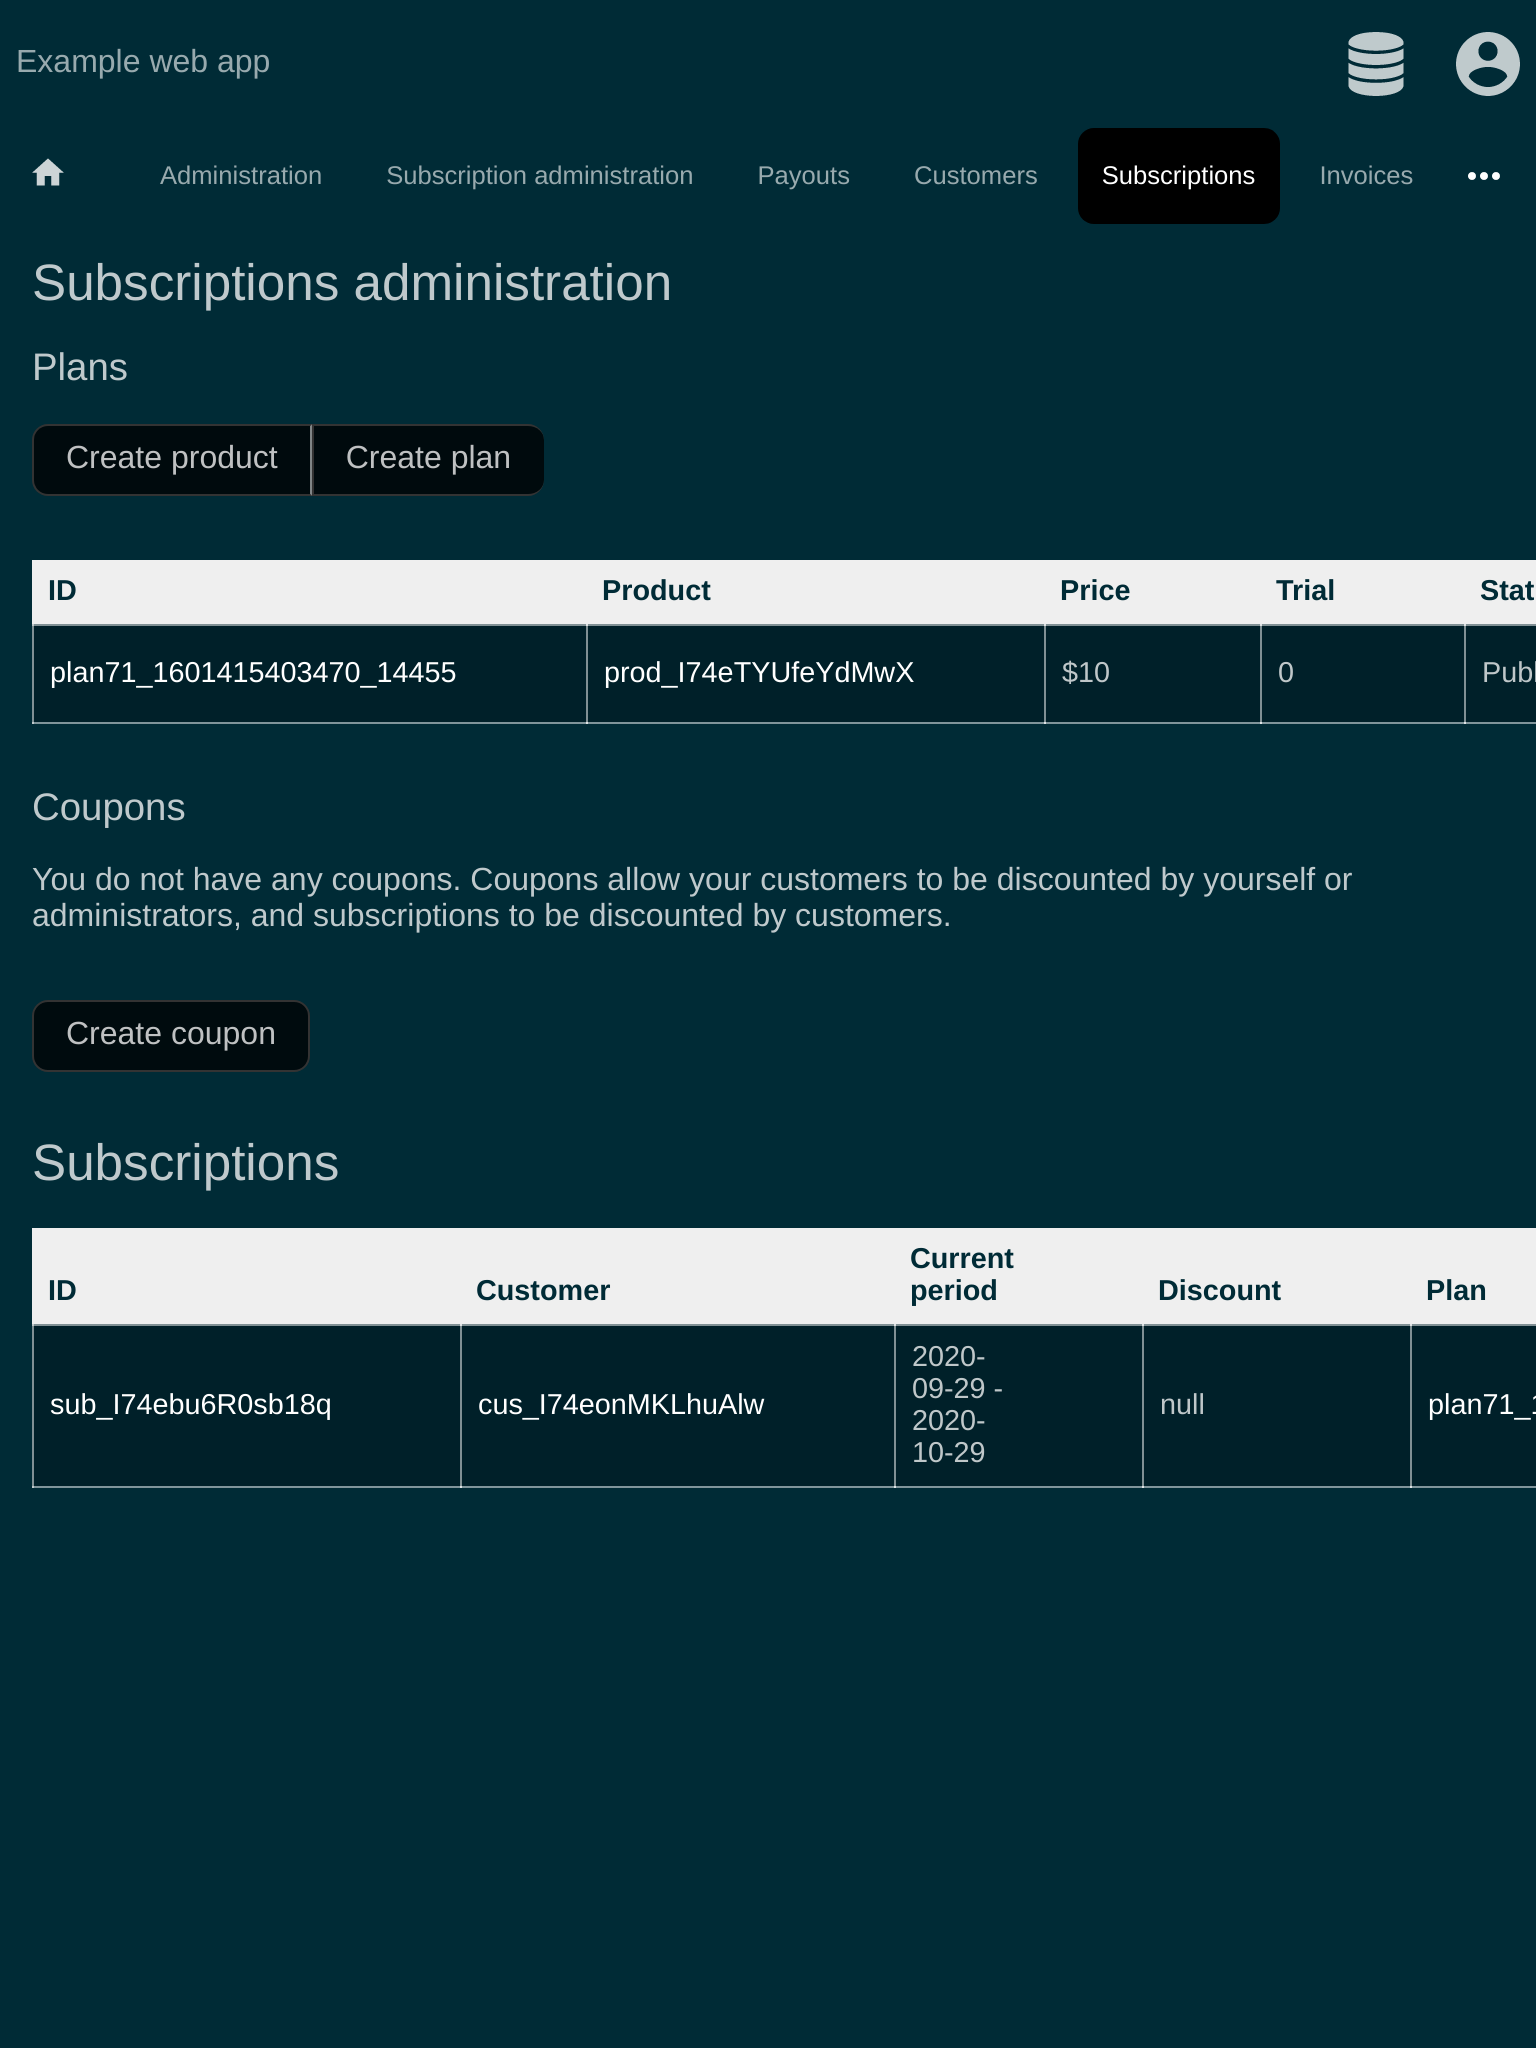 Example web app
Administration Subscription administration Payouts Customers Subscriptions Invoices
Subscriptions administration
Plans
Create product Create plan
ID Product Price Trial Stat
plan71_1601415403470_14455 prod_I74eTYUfeYdMwX $10 0 Publ
Coupons
You do not have any coupons. Coupons allow your customers to be discounted by yourself or
administrators, and subscriptions to be discounted by customers.
Create coupon
Subscriptions
ID Customer Current period Discount Plan
sub_I74ebu6R0sb18q cus_I74eonMKLhuAlw 2020-
09-29 -
2020-
10-29 null plan71_1